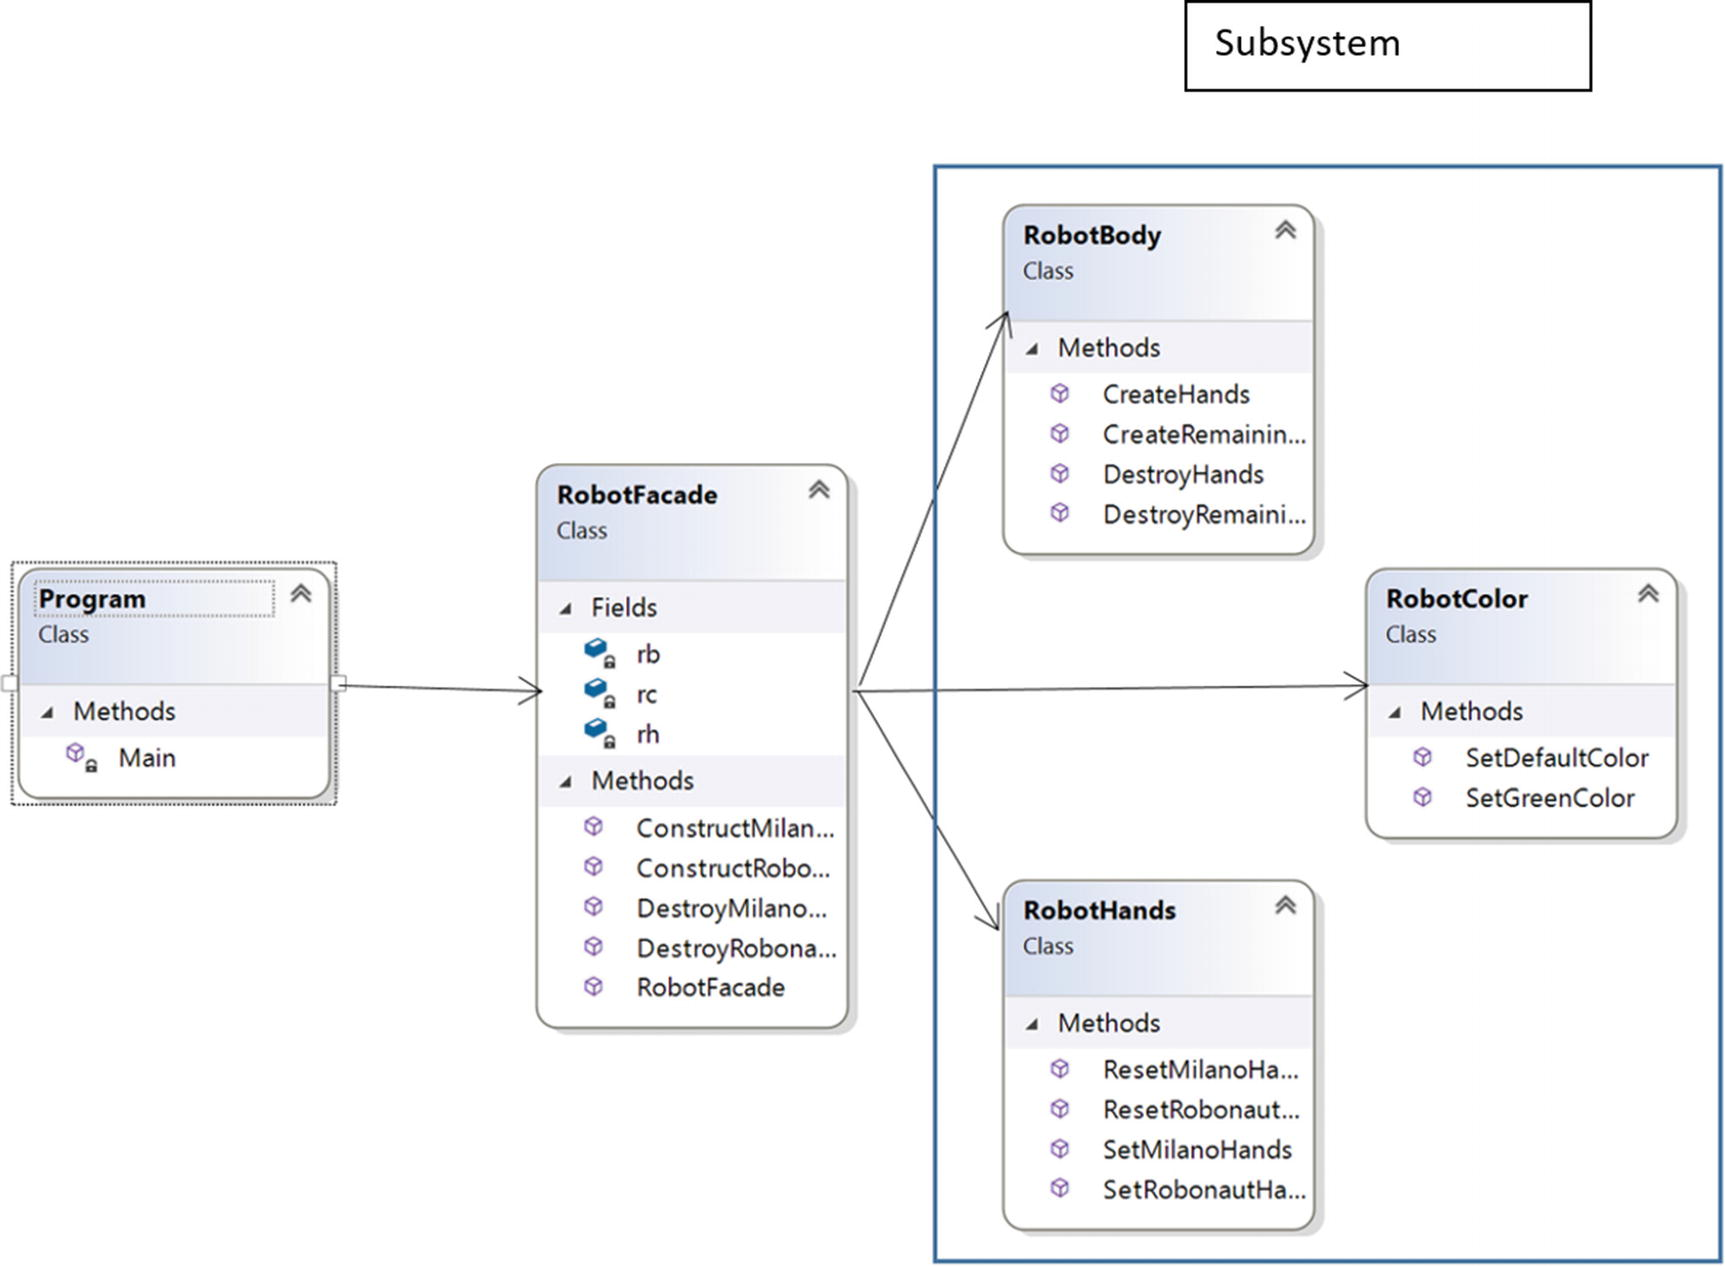 Subsystem
RobotBody
Class
Methods
CreateHands
CreateRemainin...
DestroyHands
DestroyRemaini...
RobotFacade
Class
Fields
rb
rc
rh
Methods
ConstructMilan...
ConstructRobo...
DestroyMilano...
DestroyRobona...
RobotFacade
Program
Class
Methods
Main
RobotColor
Class
Methods
SetDefaultColor
SetGreenColor
RobotHands
Class
Methods
ResetMilanoHa...
ResetRobonaut...
SetMilanoHands
SetRobonautHa...